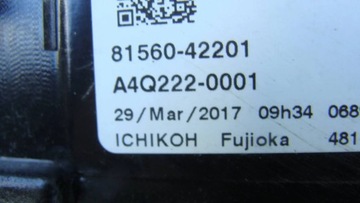 81560-42201
A4Q222-0001
29/Mar/2017 09h34 068
ICHIKOH Fujioka 481